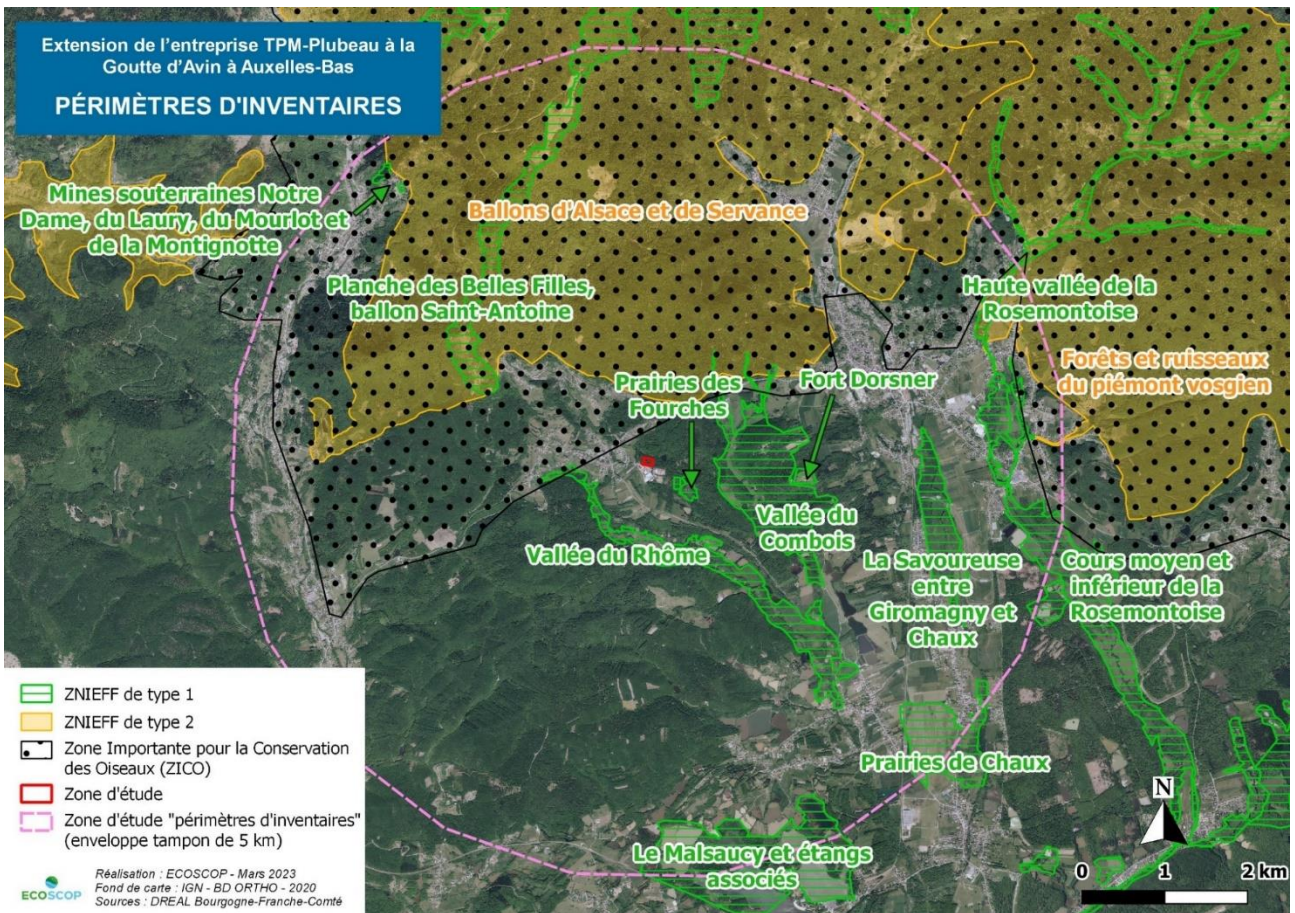 Extension de l'entreprise TPM-Plubeau à la
Goutte d'Avin à Auxelles-Bas
PÉRIMÈTRES D'INVENTAIRES
Mines souterraines Notre
Dame, du Laury, du Mourlot et
de la Montignotte
Ballons d'Alsace et de Servance
Planche des Belles Filles,
ballon Saint-Antoine
Haute vallée de la
Rosemontoise
Forêts et ruisseaux
du piémont vosgien
Prairies des
Fourches
Fort Dorsner
Vallée du Rhôme
Vallée du
Combois
La Savoureuse
entre
Giromagny et
Chaux
Cours moyen et
inférieur de la
Rosemontoise
Prairies de Chaux
Le Malsaucy et étangs
associés
ZNIEFF de type 1
ZNIEFF de type 2
Zone Importante pour la Conservation
des Oiseaux (ZICO)
Zone d'étude
Zone d'étude "périmètres d'inventaires"
(enveloppe tampon de 5 km)
ECOSCOP
Réalisation : ECOSCOP - Mars 2023
Fond de carte : IGN - BD ORTHO - 2020
Sources : DREAL Bourgogne-Franche-Comté
N
0 1 2 km